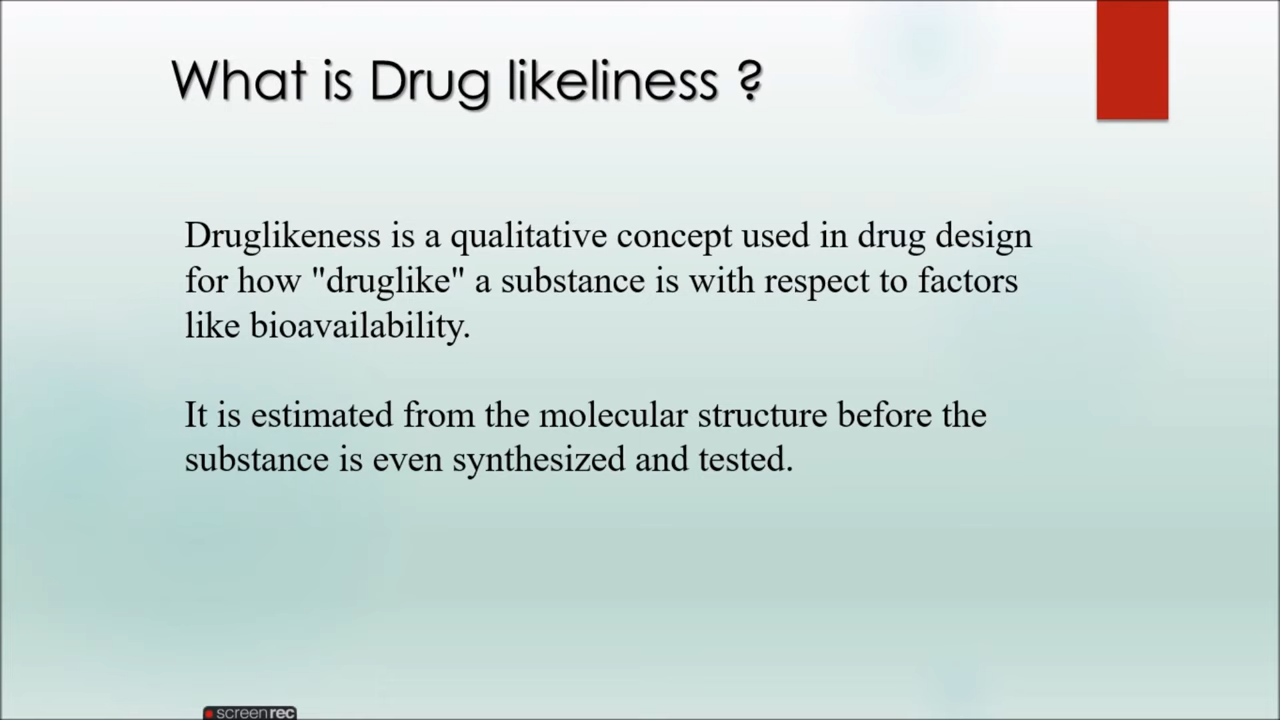 What is Drug likeliness ?
Druglikeness is a qualitative concept used in drug design
for how "druglike" a substance is with respect to factors
like bioavailability.
It is estimated from the molecular structure before the
substance is even synthesized and tested.
screenrec